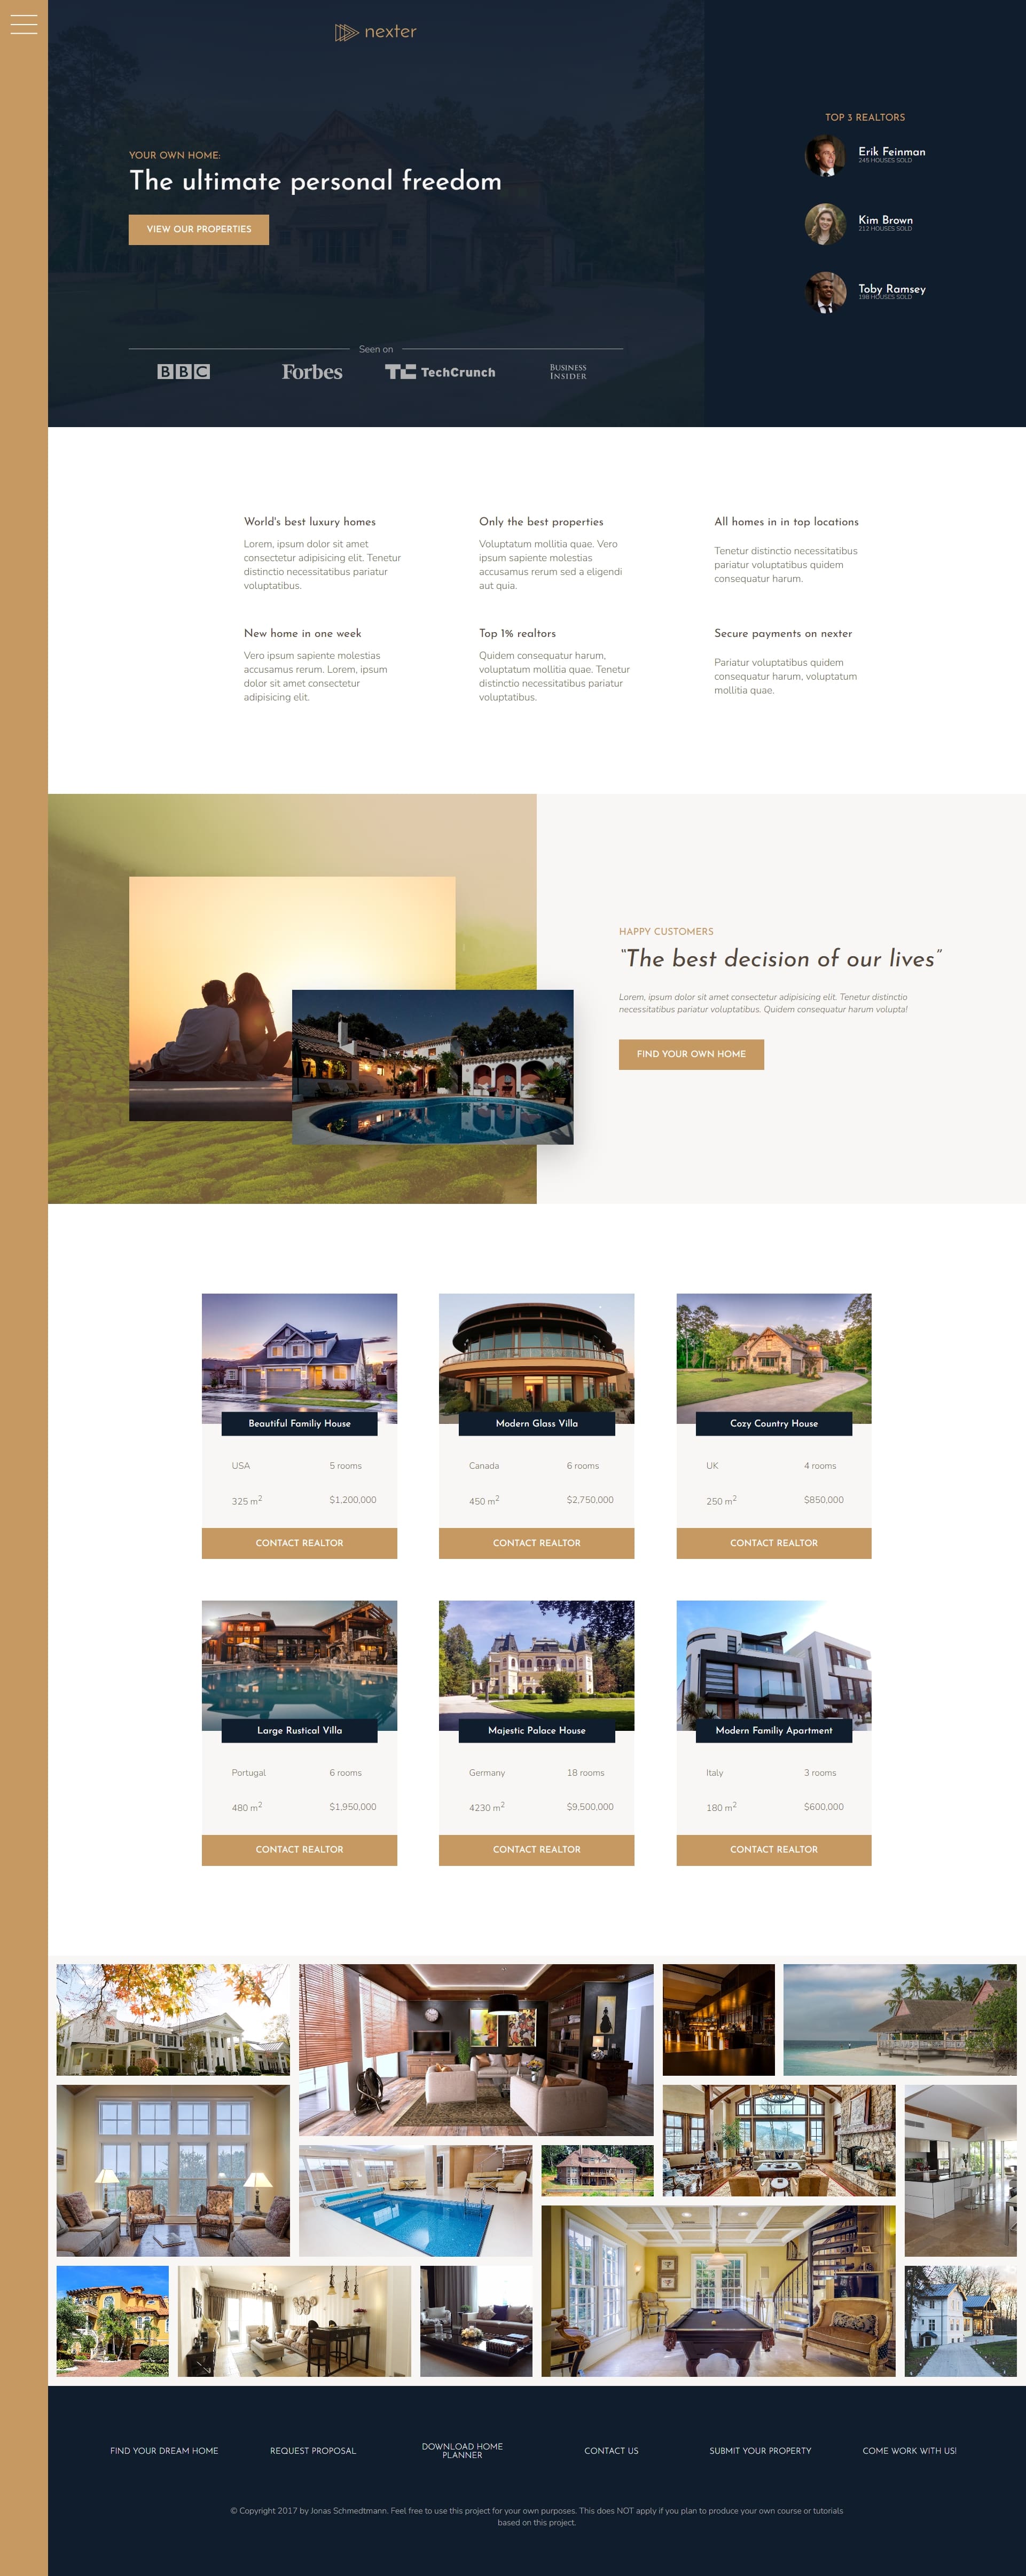 nexter
YOUR OWN HOME:
The ultimate personal freedom
VIEW OUR PROPERTIES
Seen on
BBC
Forbes
TC TechCrunch
BUSINESS
INSIDER
TOP 3 REALTORS
Erik Feinman
245 HOUSES SOLD
Kim Brown
212 HOUSES SOLD
Toby Ramsey
198 HOUSES SOLD
World's best luxury homes
Lorem, ipsum dolor sit amet
consectetur adipisicing elit. Tenetur
distinctio necessitatibus pariatur
voluptatibus.
Only the best properties
Voluptatum mollitia quae. Vero
ipsum sapiente molestias
accusamus rerum sed a eligendi
aut quia.
All homes in in top locations
Tenetur distinctio necessitatibus
pariatur voluptatibus quidem
consequatur harum.
New home in one week
Vero ipsum sapiente molestias
accusamus rerum. Lorem, ipsum
dolor sit amet consectetur
adipisicing elit.
Top 1% realtors
Quidem consequatur harum,
voluptatum mollitia quae. Tenetur
distinctio necessitatibus pariatur
voluptatibus.
Secure payments on nexter
Pariatur voluptatibus quidem
consequatur harum, voluptatum
mollitia quae.
HAPPY CUSTOMERS
“The best decision of our lives”
Lorem, ipsum dolor sit amet consectetur adipisicing elit. Tenetur distinctio
necessitatibus pariatur voluptatibus. Quidem consequatur harum volupta!
FIND YOUR OWN HOME
Beautiful Familiy House
USA
5 rooms
325 m²
$1,200,000
CONTACT REALTOR
Modern Glass Villa
Canada
6 rooms
450 m²
$2,750,000
CONTACT REALTOR
Cozy Country House
UK
4 rooms
250 m²
$850,000
CONTACT REALTOR
Large Rustical Villa
Portugal
6 rooms
480 m²
$1,950,000
CONTACT REALTOR
Majestic Palace House
Germany
18 rooms
4230 m²
$9,500,000
CONTACT REALTOR
Modern Familiy Apartment
Italy
3 rooms
180 m²
$600,000
CONTACT REALTOR
FIND YOUR DREAM HOME
REQUEST PROPOSAL
DOWNLOAD HOME
PLANNER
CONTACT US
SUBMIT YOUR PROPERTY
COME WORK WITH US!
© Copyright 2017 by Jonas Schmedtmann. Feel free to use this project for your own purposes. This does NOT apply if you plan to produce your own course or tutorials
based on this project.